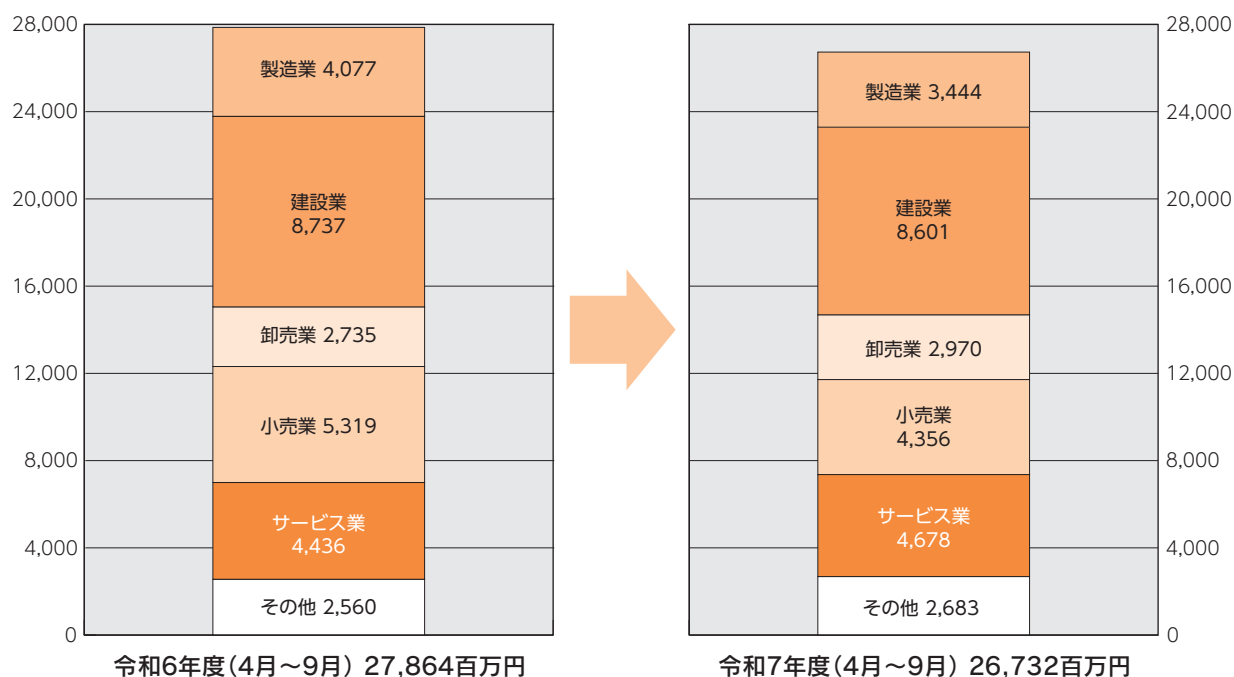 28,000
24,000
20,000
16,000
12,000
8,000
4,000
0
製造業 4,077
建設業
8,737
卸売業 2,735
小売業 5,319
サービス業
4,436
その他 2,560
令和6年度(4月〜9月) 27,864百万円
製造業 3,444
建設業
8,601
卸売業 2,970
小売業
4,356
サービス業
4,678
その他 2,683
28,000
24,000
20,000
16,000
12,000
8,000
4,000
0
令和7年度(4月〜9月) 26,732百万円